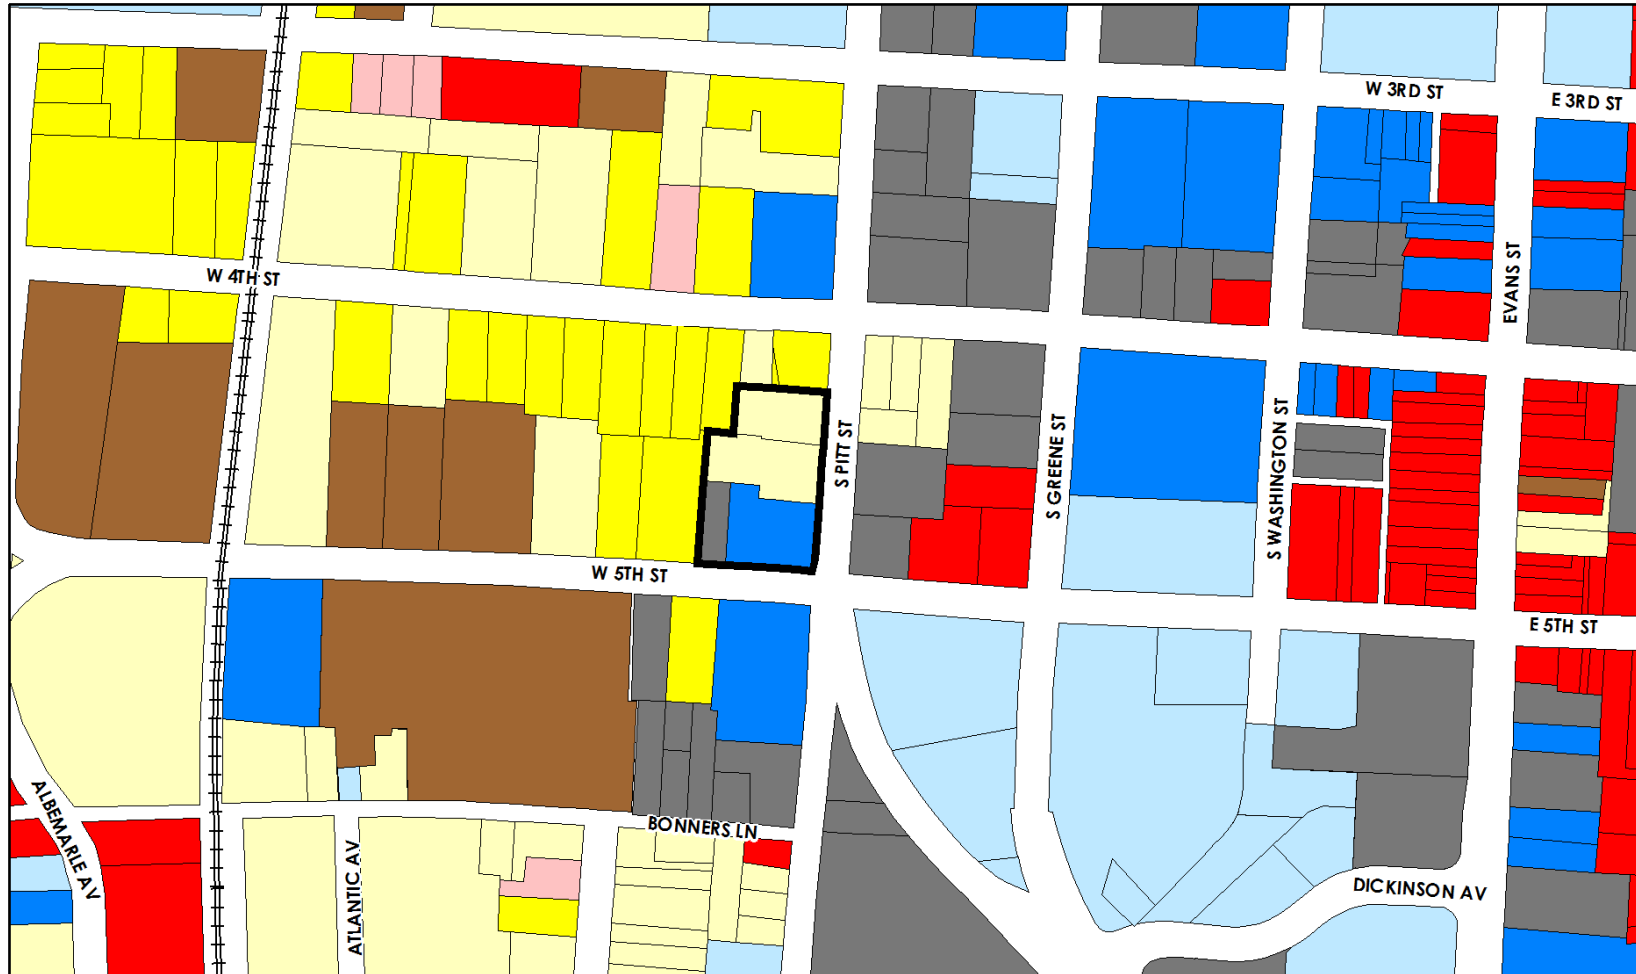 W 3RD ST
E 3RD ST
W 4TH ST
EVANS ST
S PITT ST
S GREENE ST
S WASHINGTON ST
W 5TH ST
E 5TH ST
ALBEMARLE AV
BONNERS LN
ATLANTIC AV
DICKINSON AV